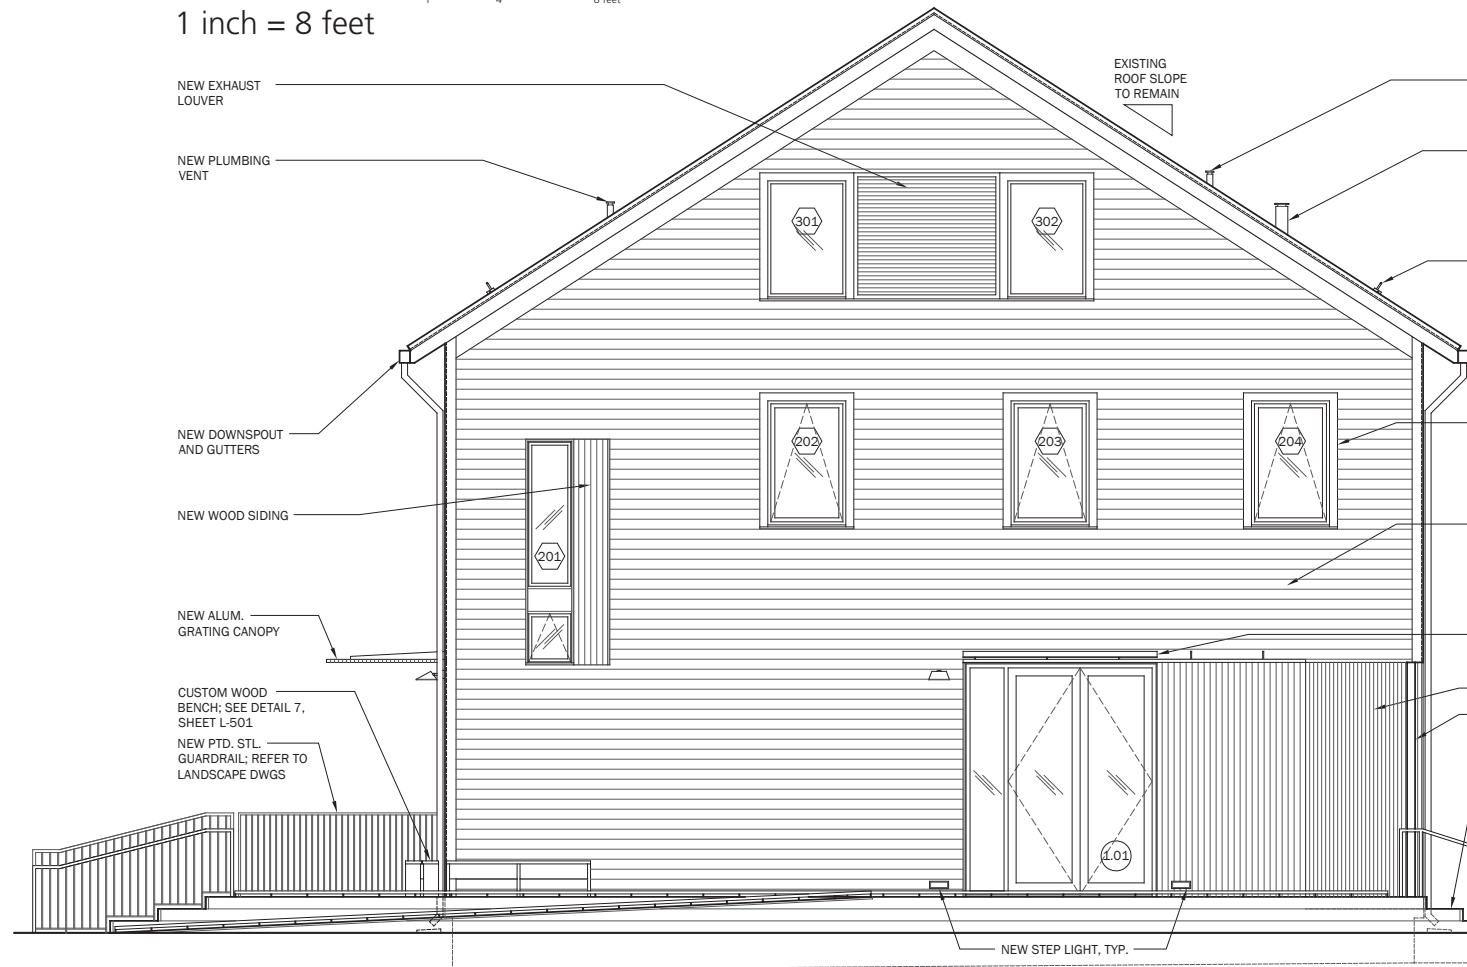 8 feet
1 inch = 8 feet
NEW EXHAUST
LOUVER
EXISTING
ROOF SLOPE
TO REMAIN
NEW PLUMBING
VENT
301
302
NEW DOWNSPOUT
AND GUTTERS
202
203
204
NEW WOOD SIDING
201
NEW ALUM.
GRATING CANOPY
CUSTOM WOOD
BENCH; SEE DETAIL 7,
SHEET L-501
NEW PTD. STL.
GUARDRAIL; REFER TO
LANDSCAPE DWGS
1.01
NEW STEP LIGHT, TYP.